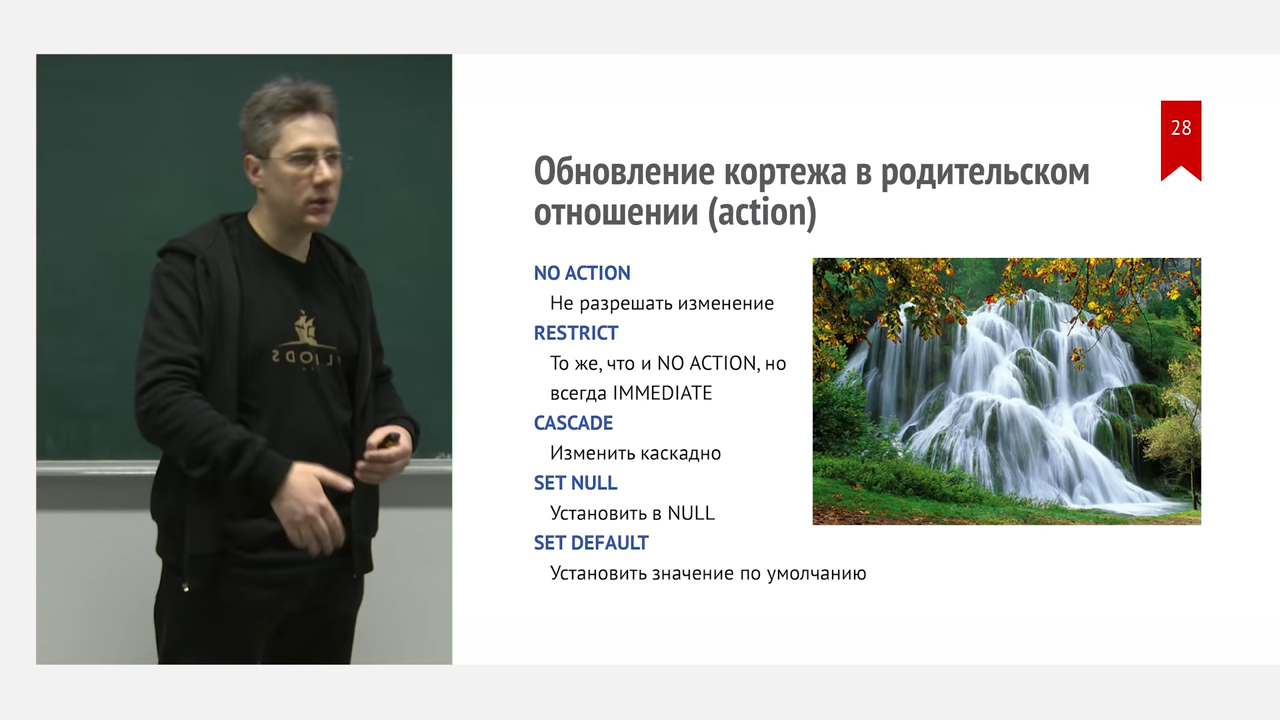 28
Обновление кортежа в родительском
отношении (action)
NO ACTION
Не разрешать изменение
RESTRICT
То же, что и NO ACTION, но
всегда IMMEDIATE
CASCADE
Изменить каскадно
SET NULL
Установить в NULL
SET DEFAULT
Установить значение по умолчанию